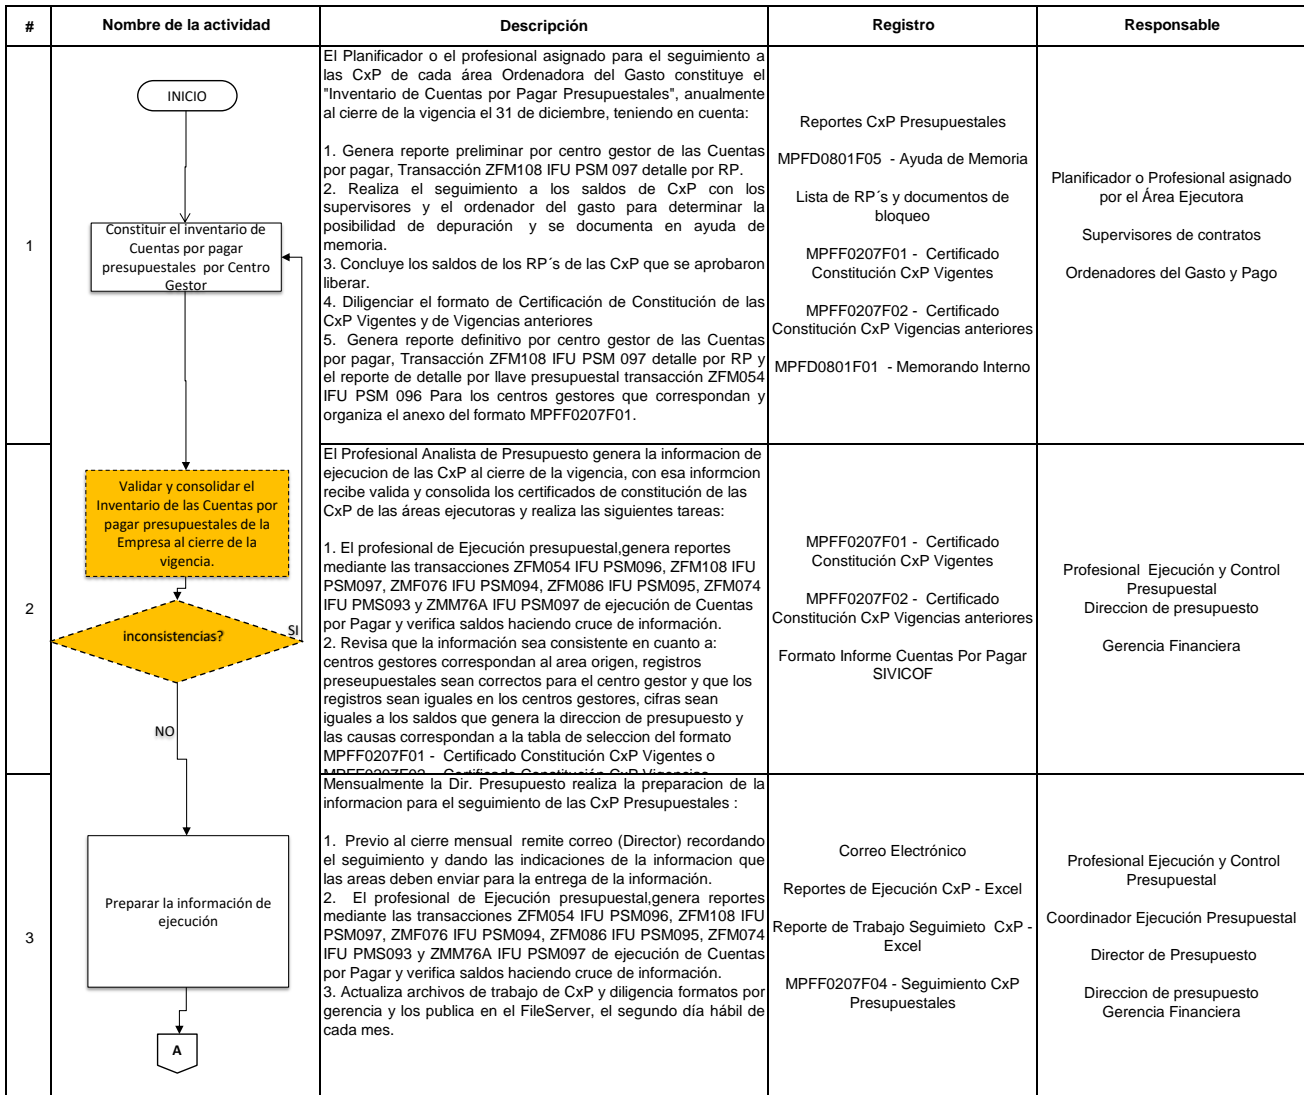 # Nombre de la actividad Descripción Registro Responsable
1
INICIO
Constituir el inventario de
Cuentas por pagar
presupuestales por Centro
Gestor
El Planificador o el profesional asignado para el seguimiento a
las CxP de cada área Ordenadora del Gasto constituye el
"Inventario de Cuentas por Pagar Presupuestales", anualmente
al cierre de la vigencia el 31 de diciembre, teniendo en cuenta:
1. Genera reporte preliminar por centro gestor de las Cuentas
por pagar, Transacción ZFM108 IFU PSM 097 detalle por RP.
2. Realiza el seguimiento a los saldos de CxP con los
supervisores y el ordenador del gasto para determinar la
posibilidad de depuración y se documenta en ayuda de
memoria.
3. Concluye los saldos de los RP´s de las CxP que se aprobaron
liberar.
4. Diligenciar el formato de Certificación de Constitución de las
CxP Vigentes y de Vigencias anteriores
5. Genera reporte definitivo por centro gestor de las Cuentas
por pagar, Transacción ZFM108 IFU PSM 097 detalle por RP y
el reporte de detalle por llave presupuestal transacción ZFM054
IFU PSM 096 Para los centros gestores que correspondan y
organiza el anexo del formato MPFF0207F01.
Reportes CxP Presupuestales
MPFD0801F05 - Ayuda de Memoria
Lista de RP´s y documentos de
bloqueo
MPFF0207F01 - Certificado
Constitución CxP Vigentes
MPFF0207F02 - Certificado
Constitución CxP Vigencias anteriores
MPFD0801F01 - Memorando Interno
Planificador o Profesional asignado
por el Área Ejecutora
Supervisores de contratos
Ordenadores del Gasto y Pago
2
Validar y consolidar el
Inventario de las Cuentas por
pagar presupuestales de la
Empresa al cierre de la
vigencia.
inconsistencias?
SI
NO
El Profesional Analista de Presupuesto genera la informacion de
ejecucion de las CxP al cierre de la vigencia, con esa informcion
recibe valida y consolida los certificados de constitución de las
CxP de las áreas ejecutoras y realiza las siguientes tareas:
1. El profesional de Ejecución presupuestal,genera reportes
mediante las transacciones ZFM054 IFU PSM096, ZFM108 IFU
PSM097, ZMF076 IFU PSM094, ZFM086 IFU PSM095, ZFM074
IFU PMS093 y ZMM76A IFU PSM097 de ejecución de Cuentas
por Pagar y verifica saldos haciendo cruce de información.
2. Revisa que la información sea consistente en cuanto a:
centros gestores correspondan al area origen, registros
preseupuestales sean correctos para el centro gestor y que los
registros sean iguales en los centros gestores, cifras sean
iguales a los saldos que genera la direccion de presupuesto y
las causas correspondan a la tabla de seleccion del formato
MPFF0207F01 - Certificado Constitución CxP Vigentes o
MPFF0207F02 - Certificado Constitución CxP Vigencias
MPFF0207F01 - Certificado
Constitución CxP Vigentes
MPFF0207F02 - Certificado
Constitución CxP Vigencias anteriores
Formato Informe Cuentas Por Pagar
SIVICOF
Profesional Ejecución y Control
Presupuestal
Direccion de presupuesto
Gerencia Financiera
3
Preparar la información de
ejecución
A
Mensualmente la Dir. Presupuesto realiza la preparacion de la
informacion para el seguimiento de las CxP Presupuestales :
1. Previo al cierre mensual remite correo (Director) recordando
el seguimiento y dando las indicaciones de la informacion que
las areas deben enviar para la entrega de la información.
2. El profesional de Ejecución presupuestal,genera reportes
mediante las transacciones ZFM054 IFU PSM096, ZFM108 IFU
PSM097, ZMF076 IFU PSM094, ZFM086 IFU PSM095, ZFM074
IFU PMS093 y ZMM76A IFU PSM097 de ejecución de Cuentas
por Pagar y verifica saldos haciendo cruce de información.
3. Actualiza archivos de trabajo de CxP y diligencia formatos por
gerencia y los publica en el FileServer, el segundo día hábil de
cada mes.
Correo Electrónico
Reportes de Ejecución CxP - Excel
Reporte de Trabajo Seguimieto CxP -
Excel
MPFF0207F04 - Seguimiento CxP
Presupuestales
Profesional Ejecución y Control
Presupuestal
Coordinador Ejecución Presupuestal
Director de Presupuesto
Direccion de presupuesto
Gerencia Financiera